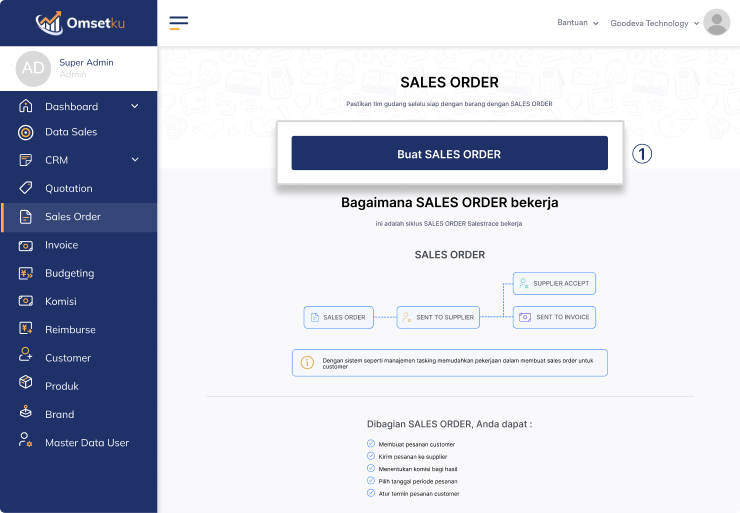 Omsetku
Bantuan
Goodeva Technology
AD
Super Admin
Admin
Dashboard
Data Sales
CRM
Quotation
Sales Order
Invoice
Budgeting
Komisi
Reimburse
Customer
Produk
Brand
Master Data User
SALES ORDER
Pastikan tim gudang selalu siap dengan barang dengan SALES ORDER
Buat SALES ORDER
1
Bagaimana SALES ORDER bekerja
ini adalah siklus SALES ORDER Salestrace bekerja
SALES ORDER
SUPPLIER ACCEPT
SALES ORDER
SENT TO SUPPLIER
SENT TO INVOICE
Dengan sistem seperti manajemen tasking memudahkan pekerjaan dalam membuat sales order untuk
customer
Dibagian SALES ORDER, Anda dapat :
Membuat pesanan customer
Kirim pesanan ke supplier
Menentukan komisi bagi hasil
Pilih tanggal periode pesanan
Atur termin pesanan customer